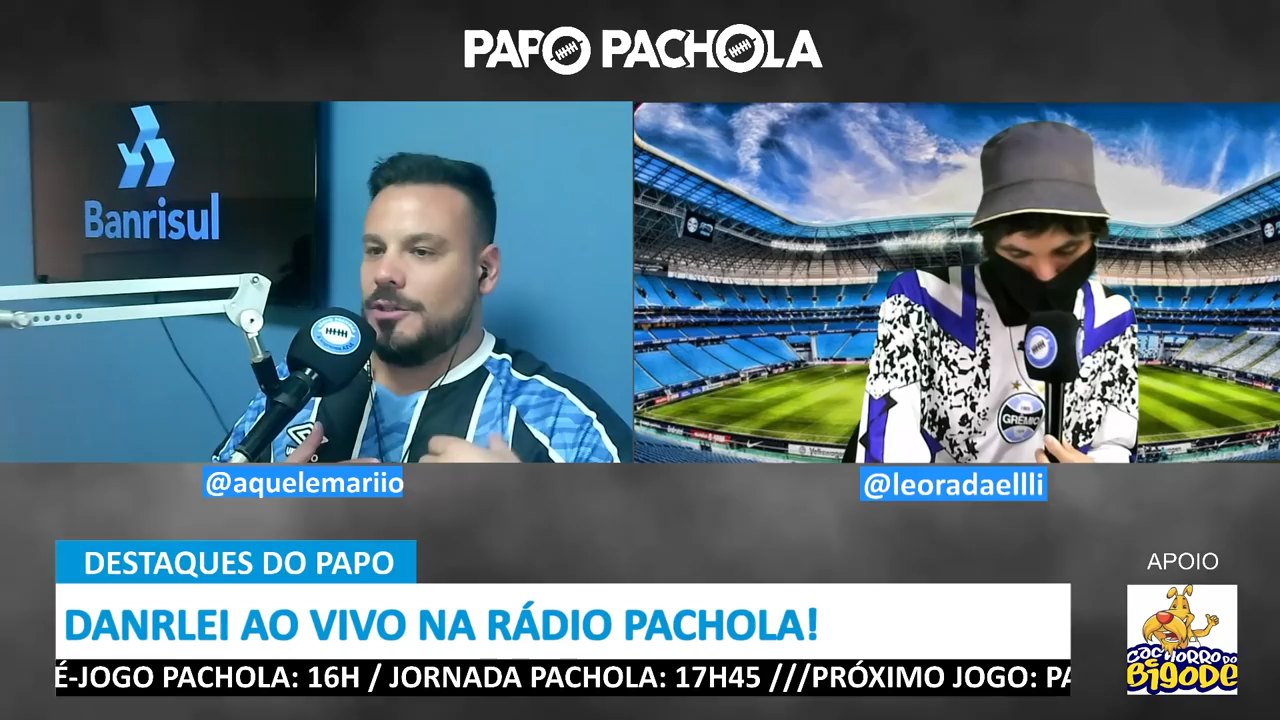 PAPO PACHOLA
Banrisul
GRÊMIO
@aquelemariio
@leoradaellli
DESTAQUES DO PAPO
APOIO
DANRLEI AO VIVO NA RÁDIO PACHOLA!
É-JOGO PACHOLA: 16H / JORNADA PACHOLA: 17H45 ///PRÓXIMO JOGO: PA
CACHORRO DO
BIGODE